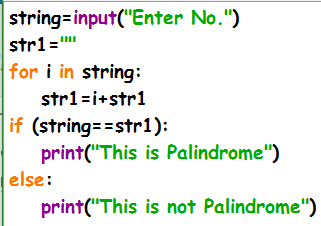 string=input("Enter No.")
str1=""
for i in string:
    str1=i+str1
if (string==str1):
    print("This is Palindrome")
else:
    print("This is not Palindrome")